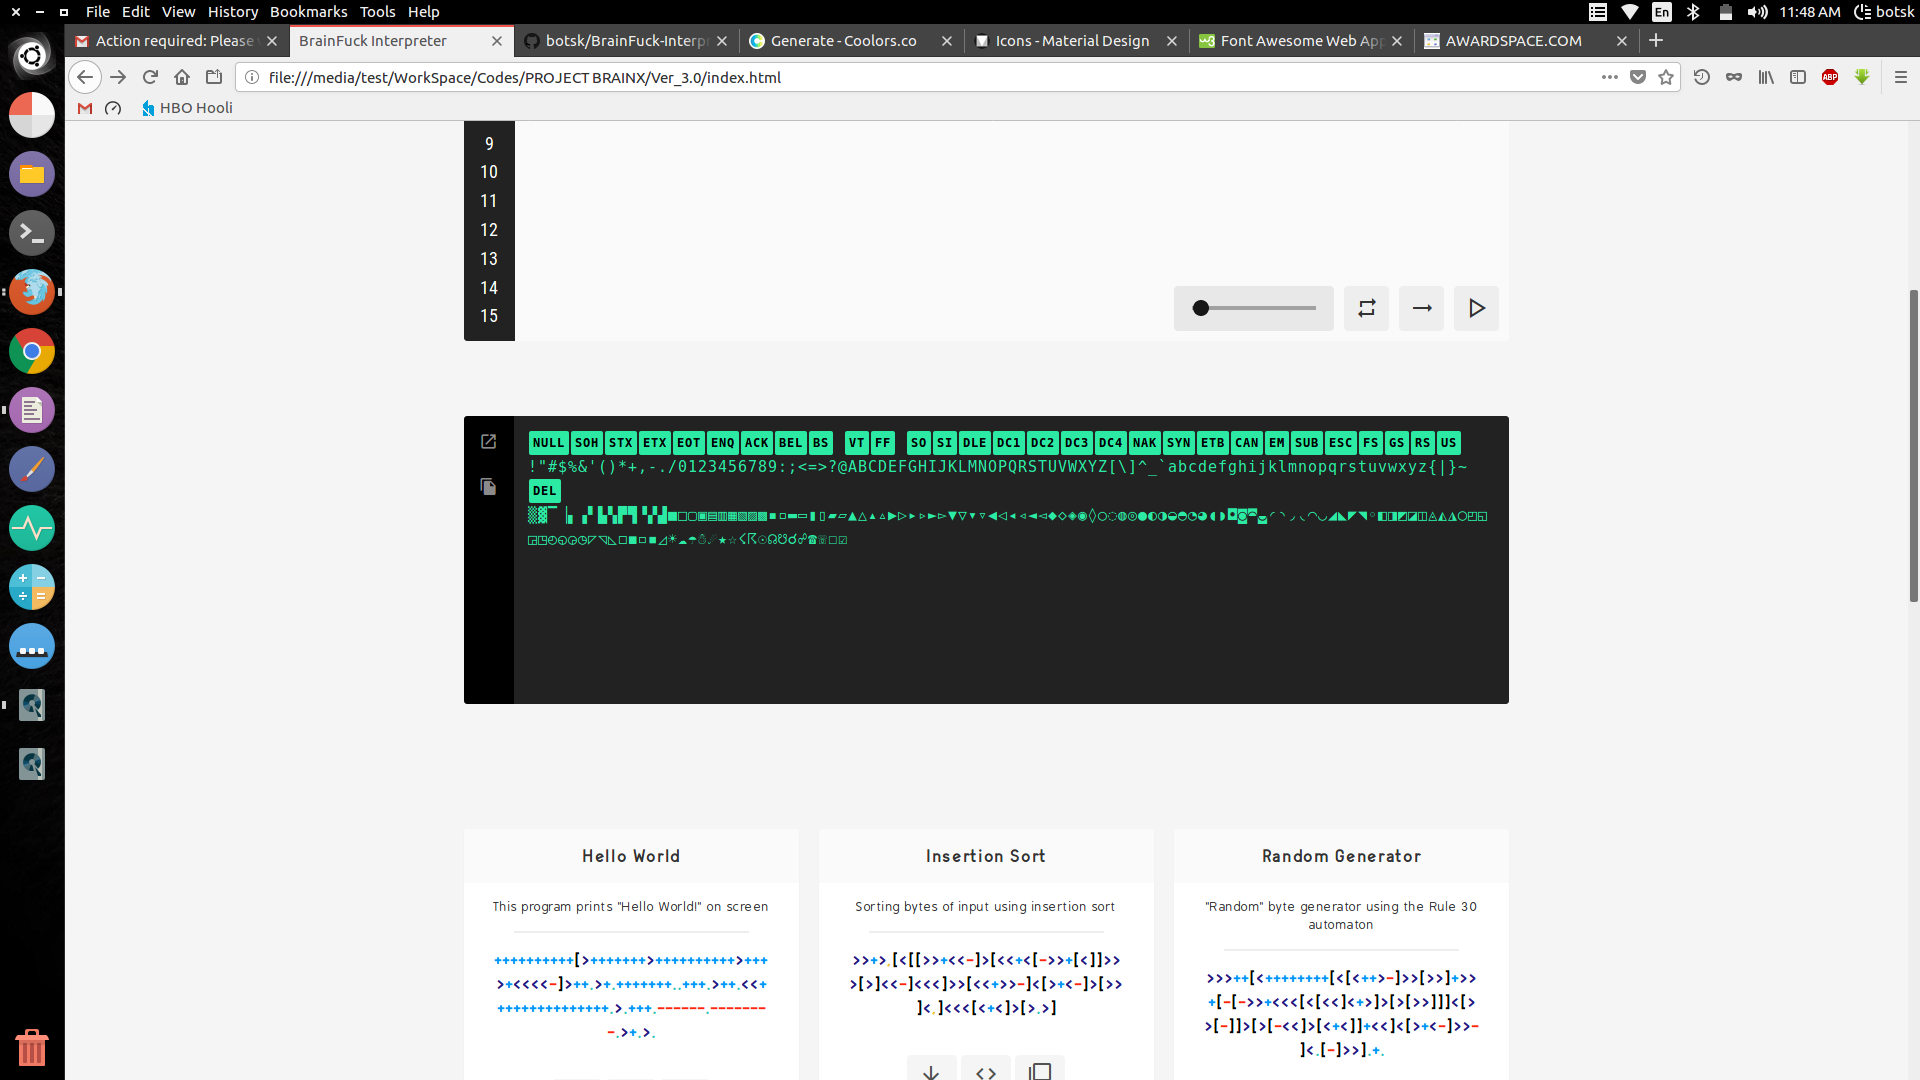 File Edit View History Bookmarks Tools Help
En
11:48 AM
botsk
Action required: Please
BrainFuck Interpreter
botsk/BrainFuck-Interp
Generate - Coolors.co
Icons - Material Design
Font Awesome Web App
AWARDSPACE.COM
file:///media/test/WorkSpace/Codes/PROJECT BRAINX/Ver_3.0/index.html
ABP
HBO Hooli
9
10
11
12
13
14
15
NULL SOH STX ETX EOT ENQ ACK BEL BS VT FF SO SI DLE DC1 DC2 DC3 DC4 NAK SYN ETB CAN EM SUB ESC FS GS RS US
!"#$%&'()*+,-./0123456789:;<=>?@ABCDEFGHIJKLMNOPQRSTUVWXYZ[\]^_`abcdefghijklmnopqrstuvwxyz{|}~
DEL
Hello World
This program prints "Hello World!" on screen
++++++++++[>+++++++>++++++++++>+++
>+<<<<-]>++.>+.+++++++..+++.>++.<<+
++++++++++++++.>.+++.------.-------
-.>+.>.
Insertion Sort
Sorting bytes of input using insertion sort
>>+>,[<[[>>+<<-]>[<<+<[->>+[<]]>>
>[>]<<-]<<<]>>[<<+>>-]<[>+<-]>[>>
]<,]<<<[<+<]>[>.>]
Random Generator
"Random" byte generator using the Rule 30
automaton
>>>++[<++++++++[<[<++>-]>>[>>]+>>
+[-[->>+<<<[<[<<]<+>]>[>[>>]]]<[>
>[-]]>[>[-<<]>[<+<]]+<<]<[>+<-]>>-
]<.[-]>>].+.